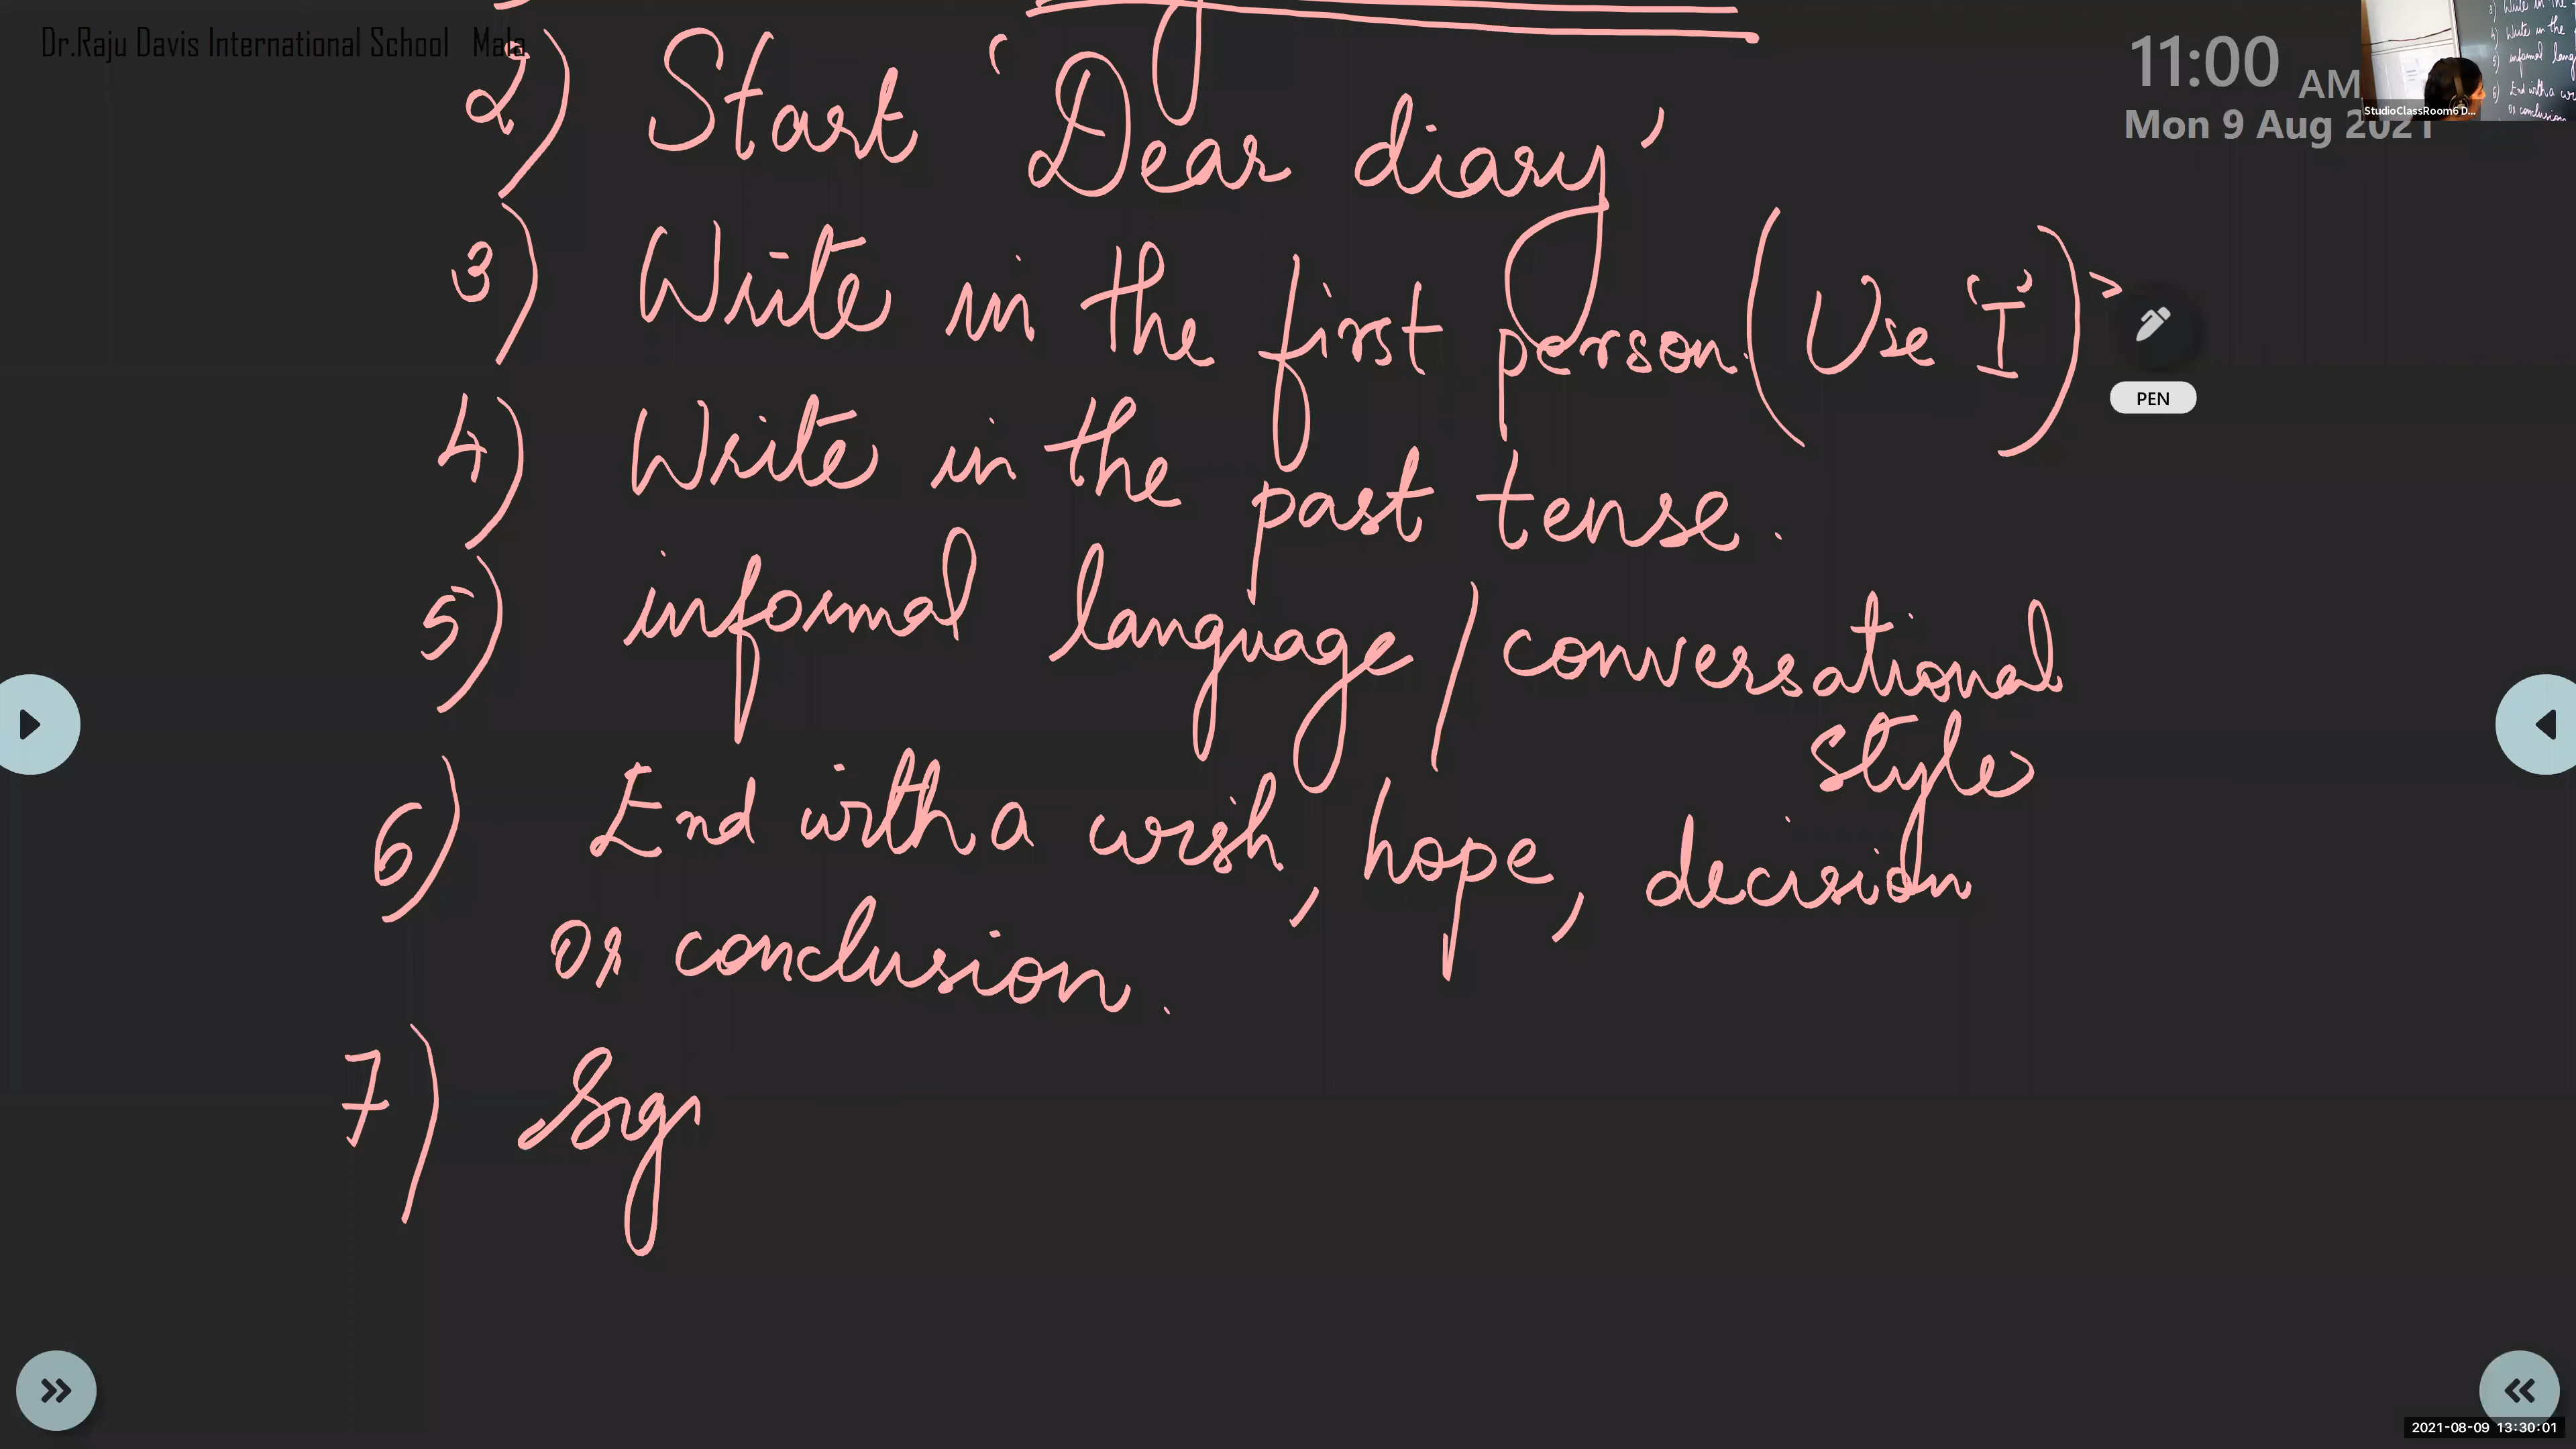 Dr.Raju Davis International School Mala
11:00 AM
Mon 9 Aug 2021
StudioClassRoom6 D...
2) Start 'Dear diary'
3) Write in the first person. (Use 'I')
PEN
4) Write in the past tense.
5) informal language / conversational
style
6) End with a wish, hope, decision
or conclusion.
7) Sign
2021-08-09 13:30:01